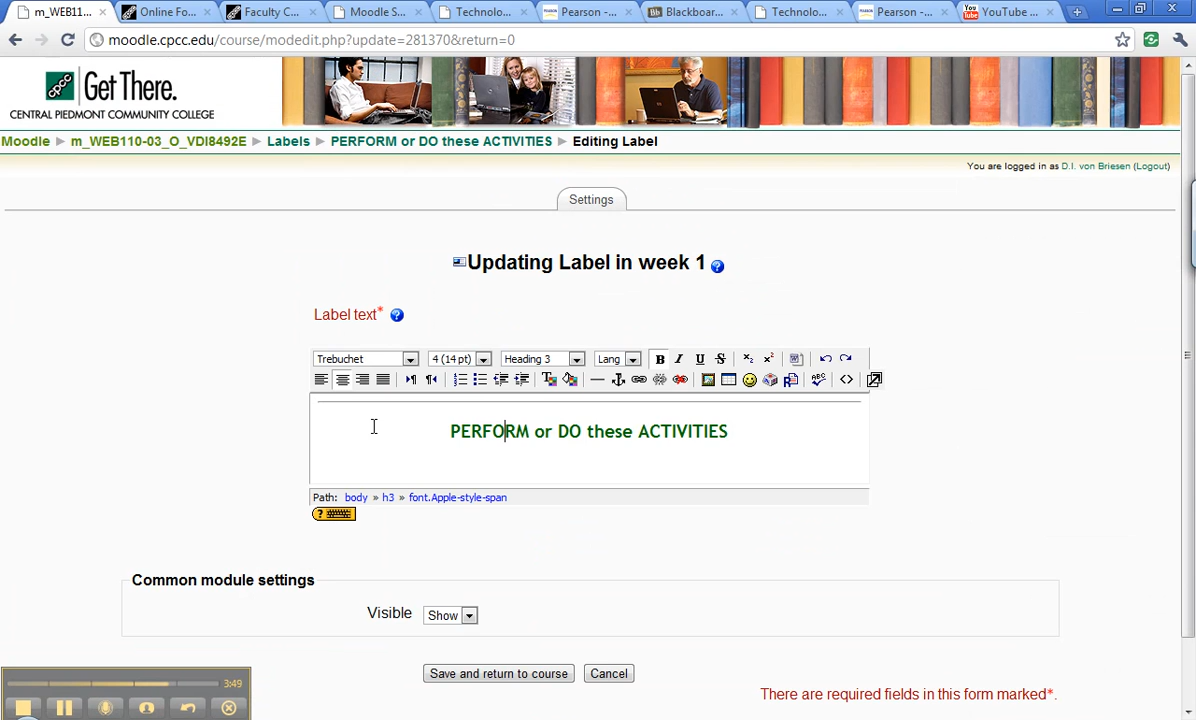 m_WEB11...
Online Fo...
Faculty C...
Moodle S...
Technolo...
Pearson -...
Blackboar...
Technolo...
Pearson -...
YouTube ...
moodle.cpcc.edu/course/modedit.php?update=281370&return=0
cpcc
Get There.
CENTRAL PIEDMONT COMMUNITY COLLEGE
Moodle ► m_WEB110-03_O_VDI8492E ► Labels ► PERFORM or DO these ACTIVITIES ► Editing Label
You are logged in as D.I. von Briesen (Logout)
Settings
Updating Label in week 1
Label text*
Trebuchet 4 (14 pt) Heading 3 Lang B I U S
PERFORM or DO these ACTIVITIES
Path: body » h3 » font.Apple-style-span
Common module settings
Visible Show
Save and return to course Cancel
There are required fields in this form marked*.
3:49